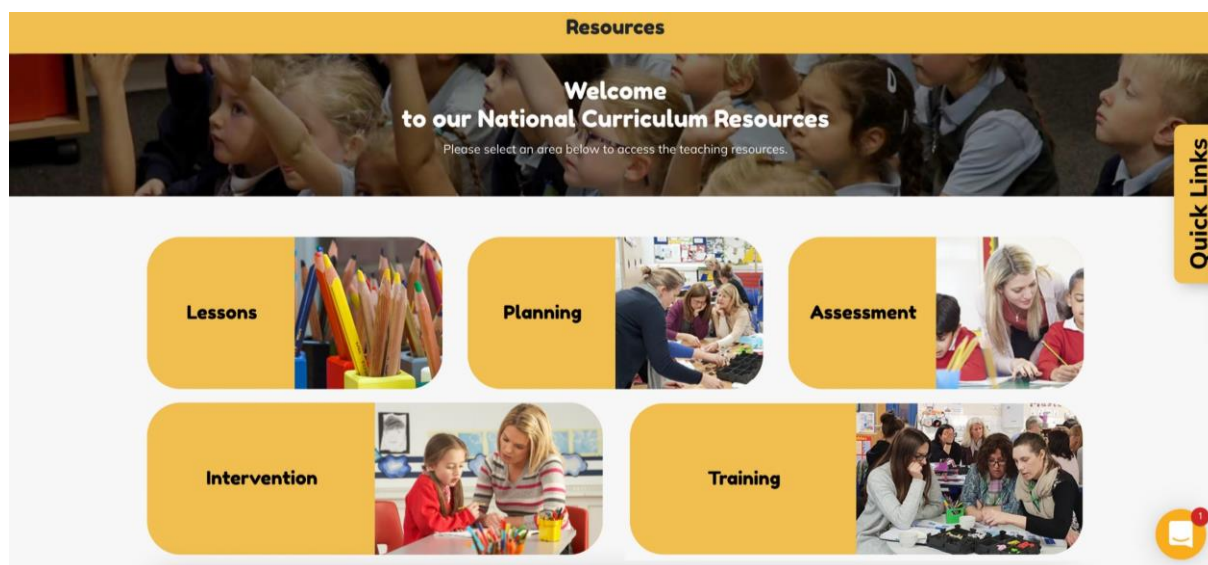 Resources
Welcome
to our National Curriculum Resources
Please select an area below to access the teaching resources.
Quick Links
Lessons
Planning
Assessment
Intervention
Training
1